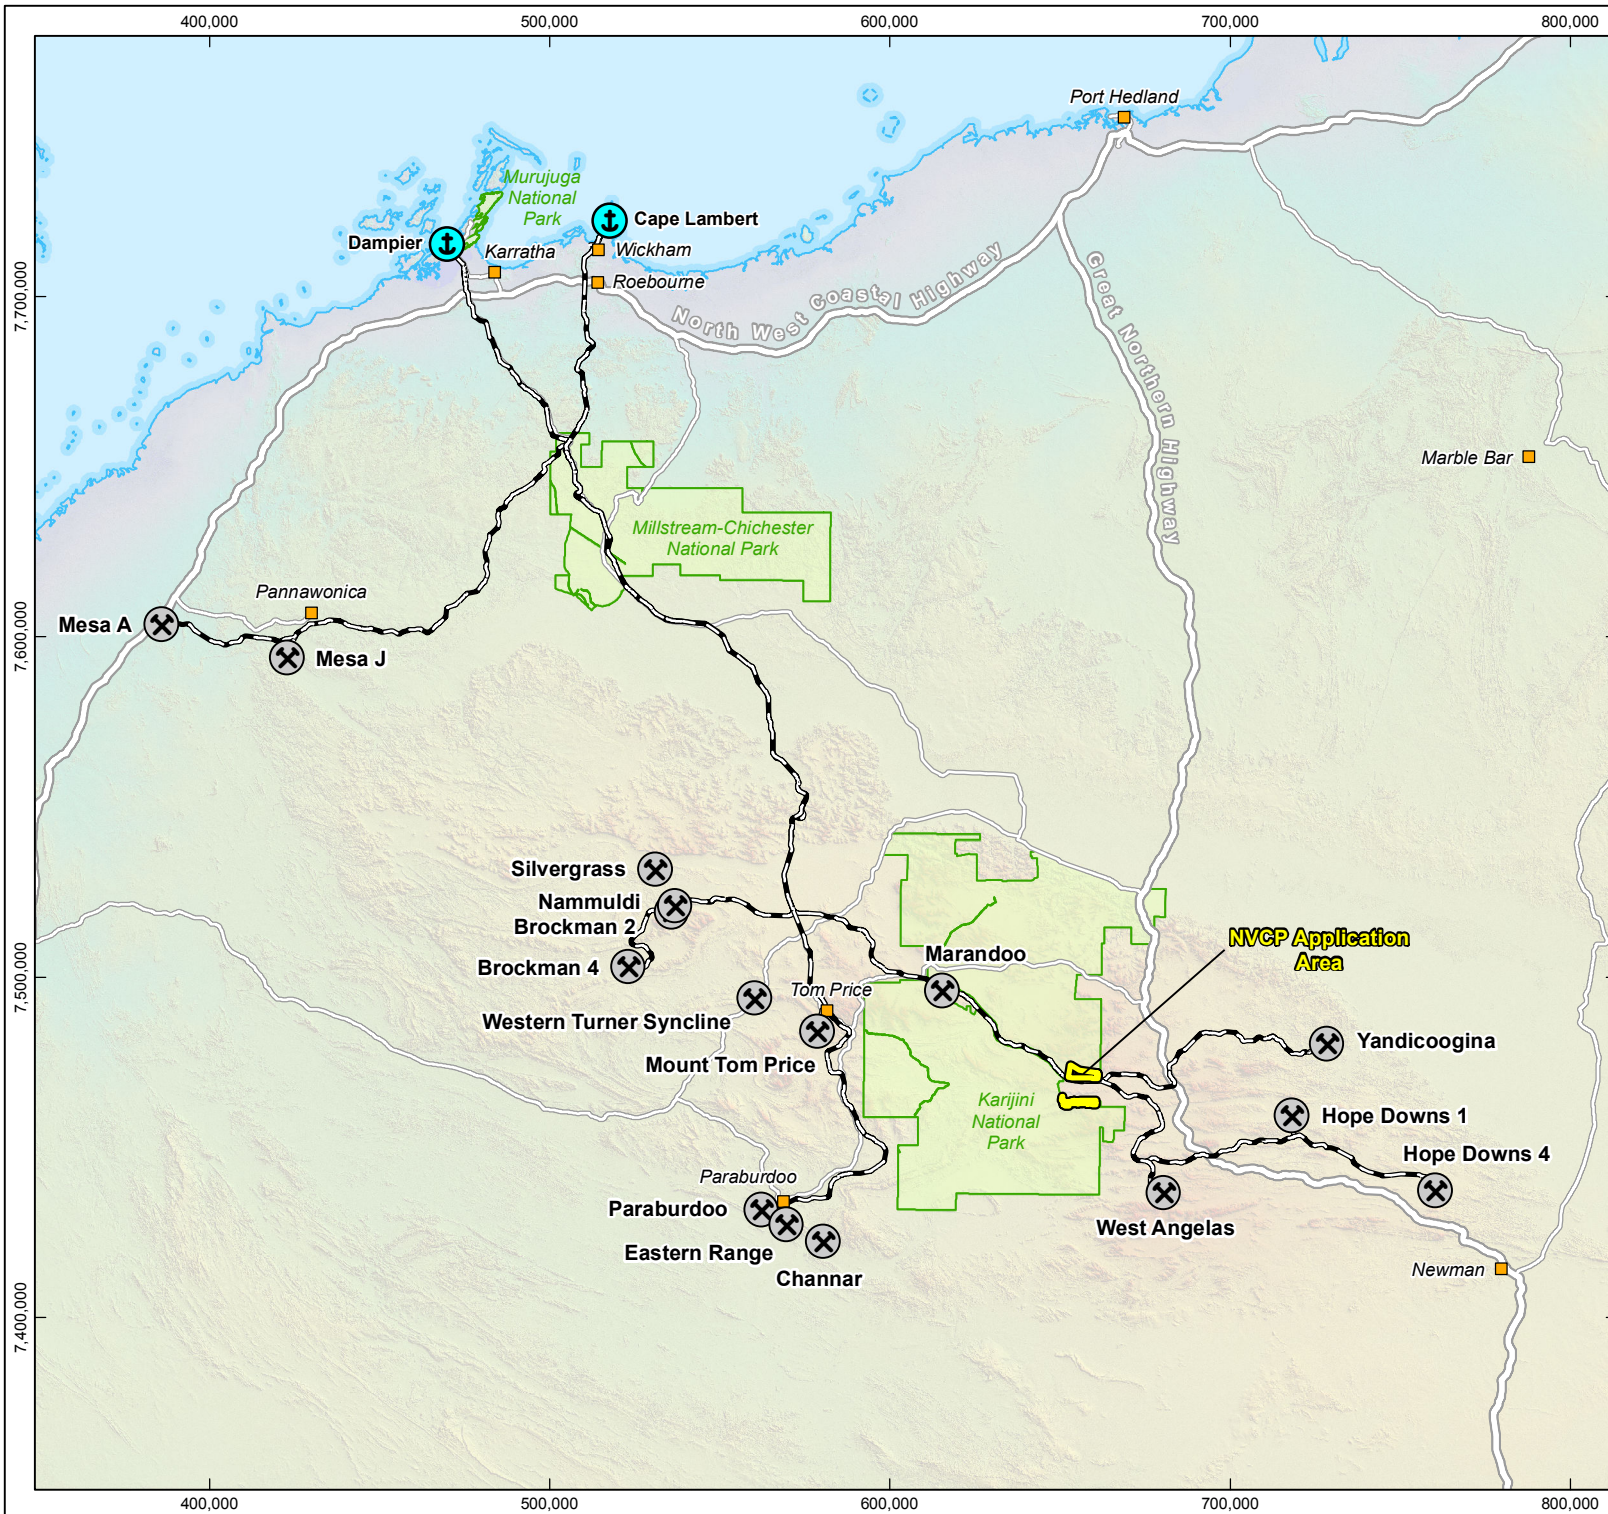 400,000
500,000
600,000
700,000
800,000
Port Hedland
Murujuga
National
Park
Cape Lambert
Dampier
Karratha
Wickham
Roebourne
7,700,000
North West Coastal Highway
Great Northern Highway
Marble Bar
Millstream-Chichester
National Park
Pannawonica
Mesa A
Mesa J
7,600,000
Silvergrass
Nammuldi
Brockman 2
Brockman 4
Marandoo
NVCP Application
Area
7,500,000
Tom Price
Western Turner Syncline
Mount Tom Price
Yandicoogina
Karijini
National
Park
Hope Downs 1
Hope Downs 4
Paraburdoo
Paraburdoo
West Angelas
Eastern Range
Channar
Newman
7,400,000
400,000
500,000
600,000
700,000
800,000